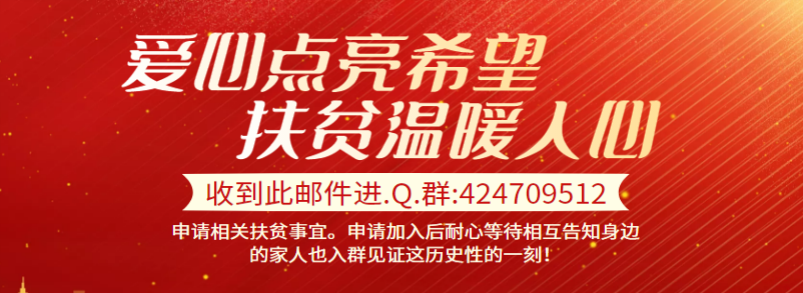 爱心点亮希望
扶贫温暖人心
收到此邮件进.Q.群:424709512
申请相关扶贫事宜。申请加入后耐心等待相互告知身边
的家人也入群见证这历史性的一刻！